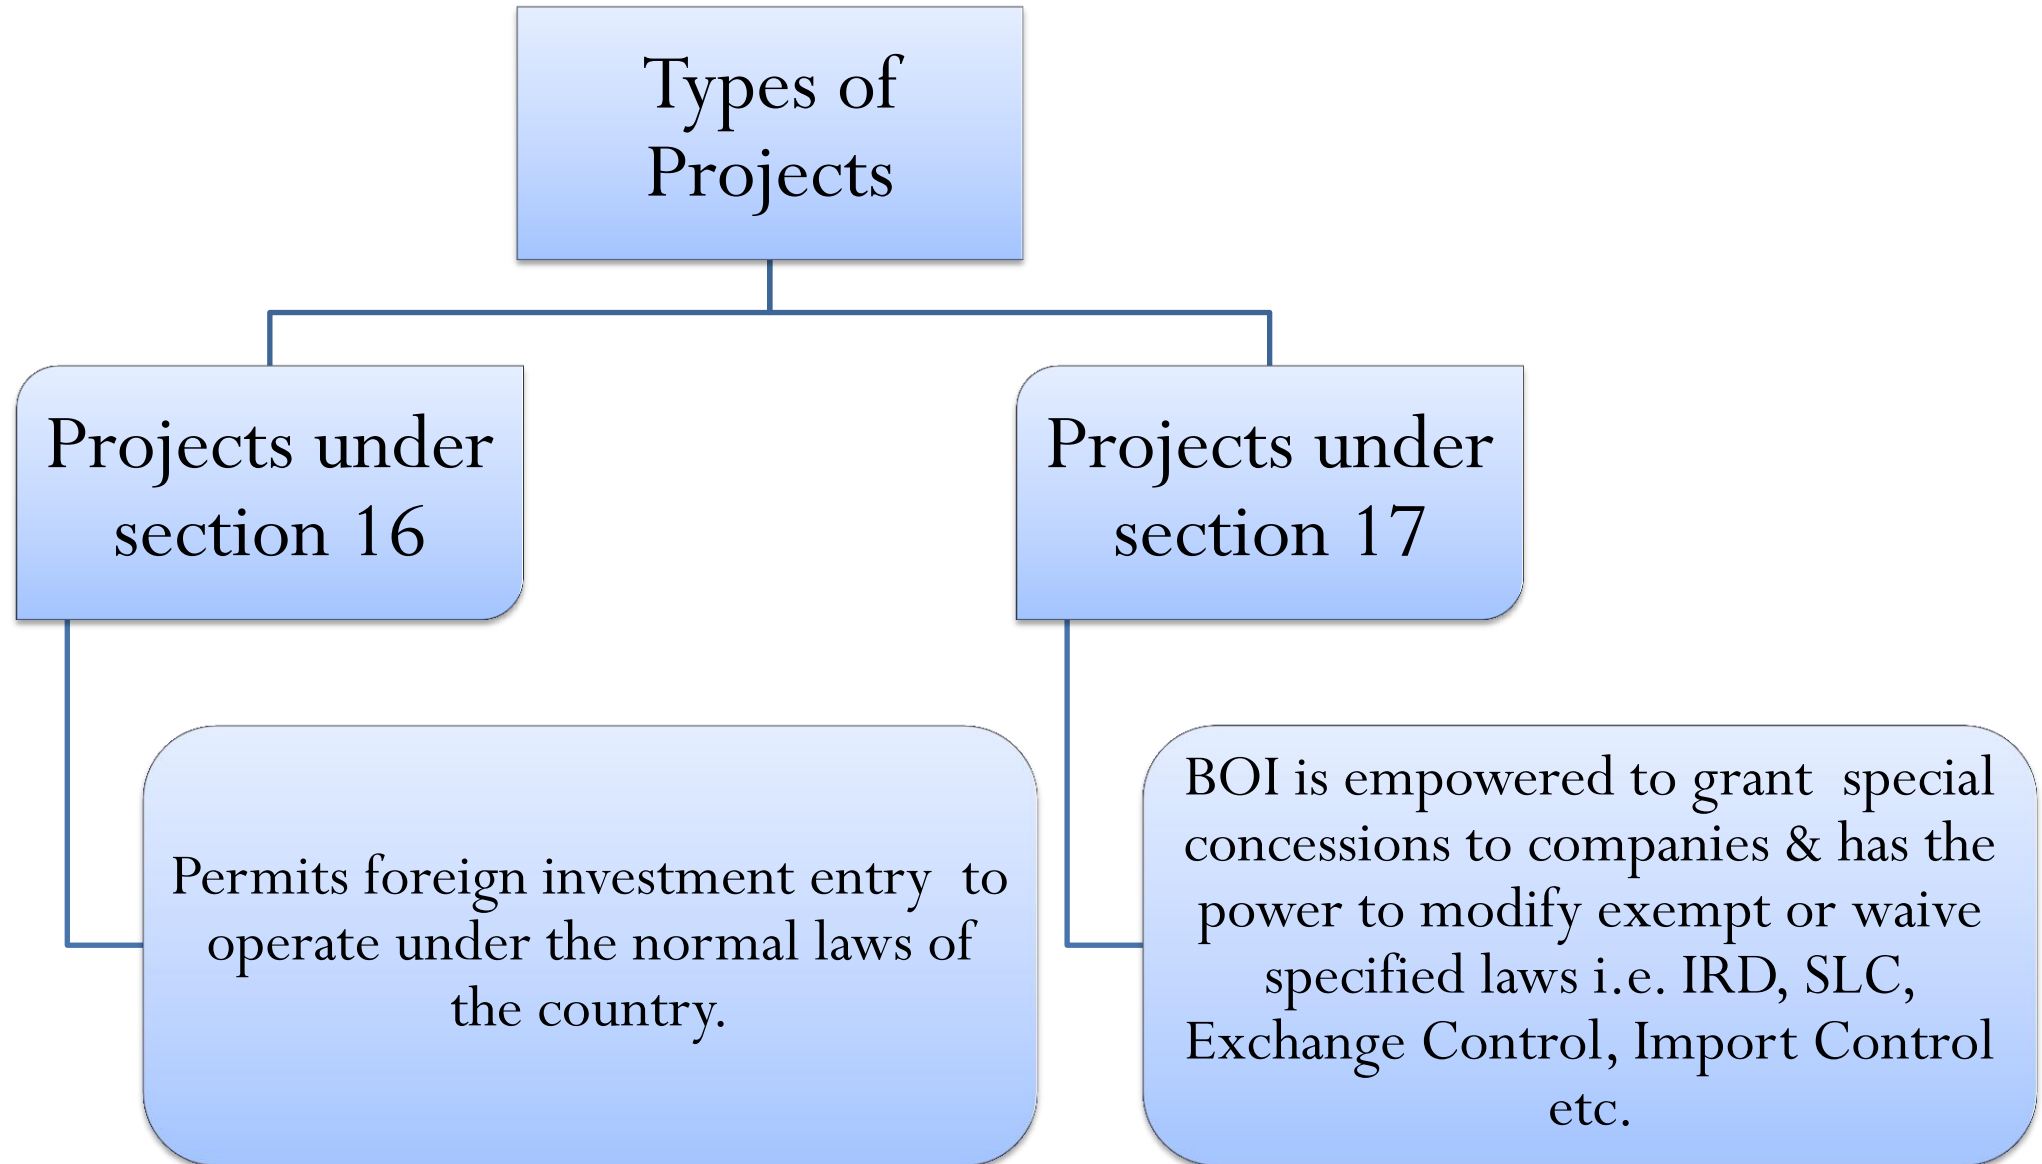 Types of
Projects
Projects under
section 16
Permits foreign investment entry  to
operate under the normal laws of
the country.
Projects under
section 17
BOI is empowered to grant  special
concessions to companies & has the
power to modify exempt or waive
specified laws i.e. IRD, SLC,
Exchange Control, Import Control
etc.